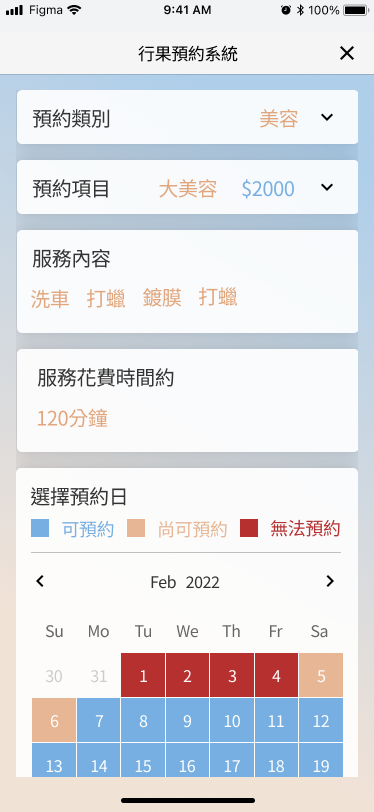 Figma 9:41 AM 100%
行果預約系統
預約類別 美容
預約項目 大美容 $2000
服務內容
洗車 打蠟 鍍膜 打蠟
服務花費時間約
120分鐘
選擇預約日
可預約 尚可預約 無法預約
Feb 2022
Su Mo Tu We Th Fr Sa
30 31 1 2 3 4 5
6 7 8 9 10 11 12
13 14 15 16 17 18 19